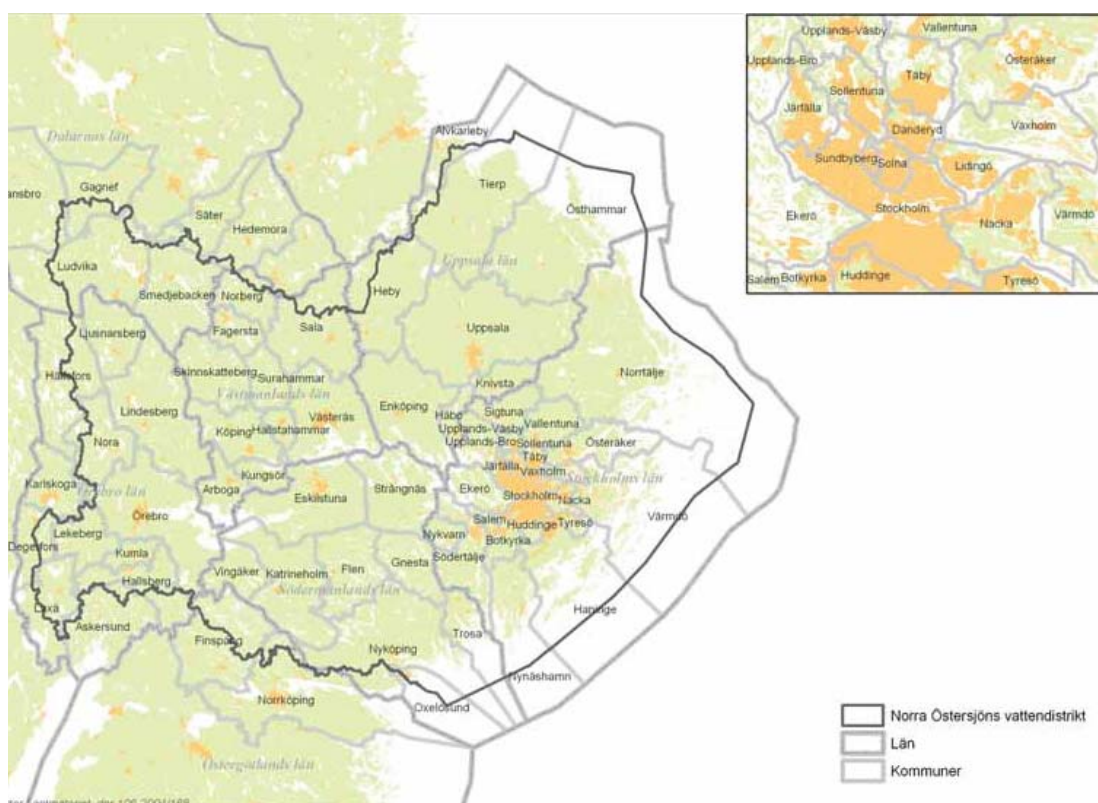 Dalarnas län
Gagnef
Säter
Hedemora
Ludvika
Smedjebacken
Norberg
Ljusnarsberg
Fagersta
Sala
Heby
Älvkarleby
Tierp
Östhammar
Uppsala län
Uppsala
Hällefors
Skinnskatteberg
Surahammar
Västmanlands län
Lindesberg
Köping
Hallstahammar
Västerås
Enköping
Knivsta
Norrtälje
Håbo
Sigtuna
Upplands-Väsby
Vallentuna
Upplands-Bro
Sollentuna
Österåker
Täby
Nora
Kungsör
Arboga
Eskilstuna
Strängnäs
Järfälla
Vaxholm
Ekerö
Stockholms län
Stockholm
Nacka
Värmdö
Karlskoga
Örebro län
Örebro
Lekeberg
Degerfors
Kumla
Hallsberg
Salem
Huddinge
Tyresö
Nykvarn
Botkyrka
Södertälje
Vingåker
Katrineholm
Flen
Gnesta
Södermanlands län
Laxå
Askersund
Finspång
Nyköping
Trosa
Haninge
Nynäshamn
Norrköping
Oxelösund
Östergötlands län
Upplands-Väsby
Vallentuna
Upplands-Bro
Österåker
Täby
Sollentuna
Järfälla
Danderyd
Vaxholm
Sundbyberg
Solna
Lidingö
Ekerö
Stockholm
Nacka
Värmdö
Salem
Botkyrka
Huddinge
Tyresö
Norra Östersjöns vattendistrikt
Län
Kommuner